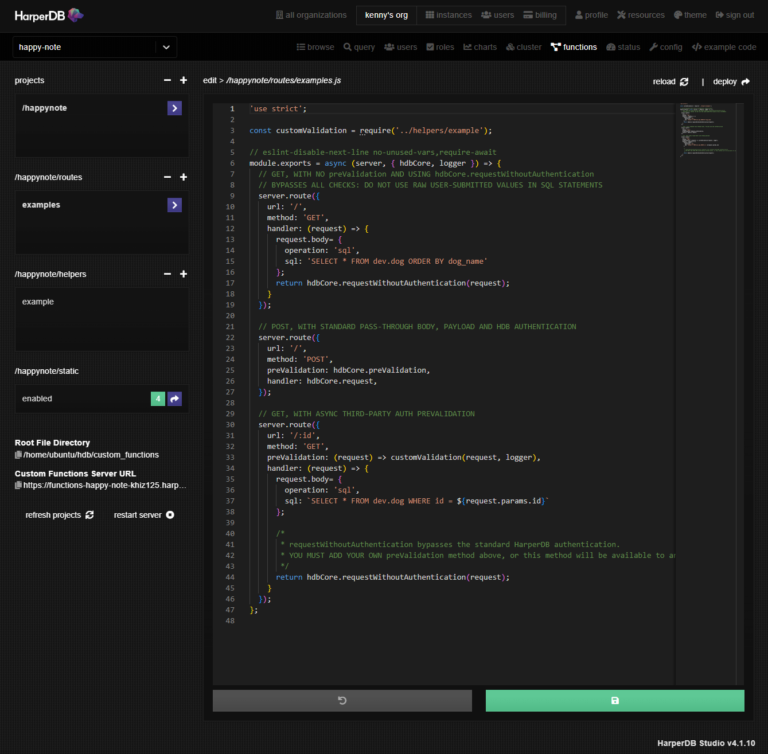 HarperDB
all organizations
kenny's org
instances
users
billing
profile
resources
theme
sign out
happy-note
browse
query
users
roles
charts
cluster
functions
status
config
example code
projects
/happynote
/happynote/routes
examples
/happynote/helpers
example
/happynote/static
enabled
4
Root File Directory
/home/ubuntu/hdb/custom_functions
Custom Functions Server URL
https://functions-happy-note-khiz125.harp...
refresh projects
restart server
edit > /happynote/routes/examples.js
reload
|
deploy
1 'use strict';
2
3 const customValidation = require('../helpers/example');
4
5 // eslint-disable-next-line no-unused-vars,require-await
6 module.exports = async (server, { hdbCore, logger }) => {
7 // GET, WITH NO preValidation AND USING hdbCore.requestWithoutAuthentication
8 // BYPASSES ALL CHECKS: DO NOT USE RAW USER-SUBMITTED VALUES IN SQL STATEMENTS
9 server.route({
10 url: '/',
11 method: 'GET',
12 handler: (request) => {
13 request.body= {
14 operation: 'sql',
15 sql: 'SELECT * FROM dev.dog ORDER BY dog_name'
16 };
17 return hdbCore.requestWithoutAuthentication(request);
18 }
19 });
20
21 // POST, WITH STANDARD PASS-THROUGH BODY, PAYLOAD AND HDB AUTHENTICATION
22 server.route({
23 url: '/',
24 method: 'POST',
25 preValidation: hdbCore.preValidation,
26 handler: hdbCore.request,
27 });
28
29 // GET, WITH ASYNC THIRD-PARTY AUTH PREVALIDATION
30 server.route({
31 url: '/:id',
32 method: 'GET',
33 preValidation: (request) => customValidation(request, logger),
34 handler: (request) => {
35 request.body= {
36 operation: 'sql',
37 sql: `SELECT * FROM dev.dog WHERE id = ${request.params.id}`
38 };
39
40 /*
41 * requestWithoutAuthentication bypasses the standard HarperDB authentication.
42 * YOU MUST ADD YOUR OWN preValidation method above, or this method will be available to a
43 */
44 return hdbCore.requestWithoutAuthentication(request);
45 }
46 });
47 };
48
HarperDB Studio v4.1.10